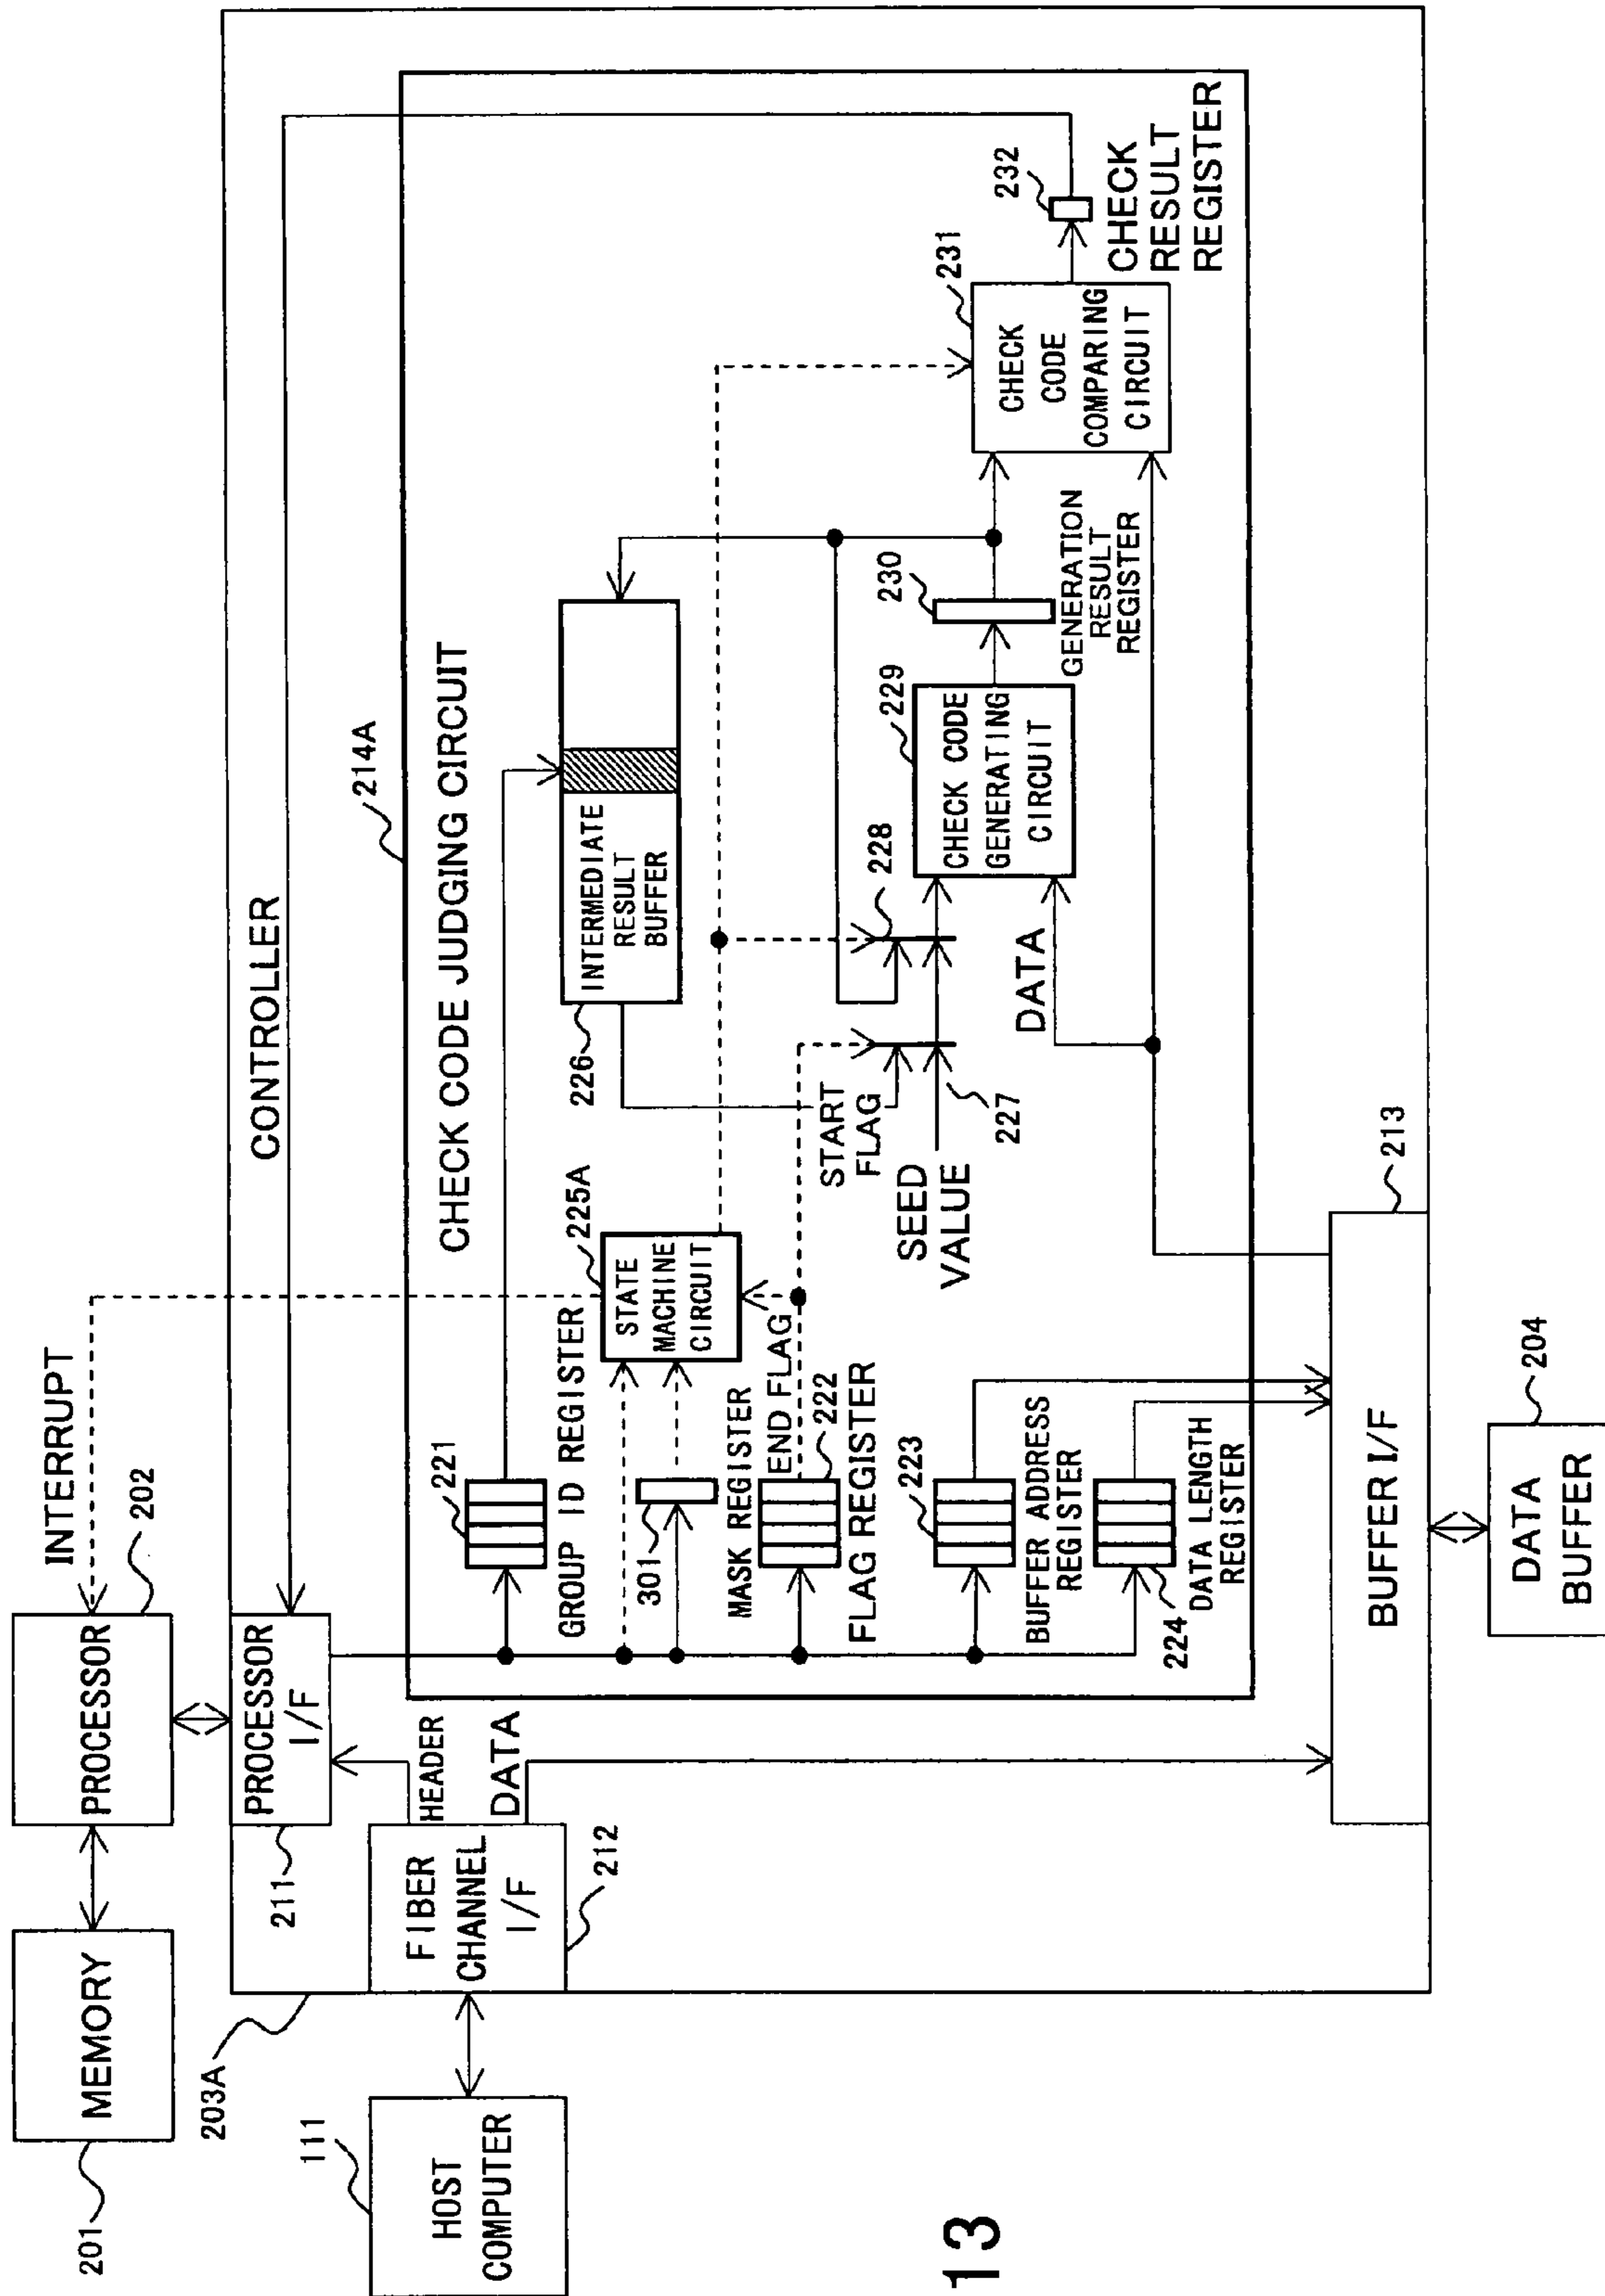 201
MEMORY
PROCESSOR
202
INTERRUPT
203A
211
PROCESSOR
I/F
CONTROLLER
111
HOST
COMPUTER
FIBER
CHANNEL
I/F
212
HEADER
DATA
214A
CHECK CODE JUDGING CIRCUIT
221
GROUP ID REGISTER
301
MASK REGISTER
STATE
MACHINE
CIRCUIT
225A
END FLAG
222
FLAG REGISTER
223
BUFFER ADDRESS
REGISTER
224
DATA LENGTH
REGISTER
226
INTERMEDIATE
RESULT
BUFFER
START
FLAG
SEED
VALUE
227
228
DATA
CHECK CODE
GENERATING
CIRCUIT
229
230
GENERATION
RESULT
REGISTER
CHECK
CODE
COMPARING
CIRCUIT
231
232
CHECK
RESULT
REGISTER
BUFFER I/F
213
DATA
BUFFER
204
13